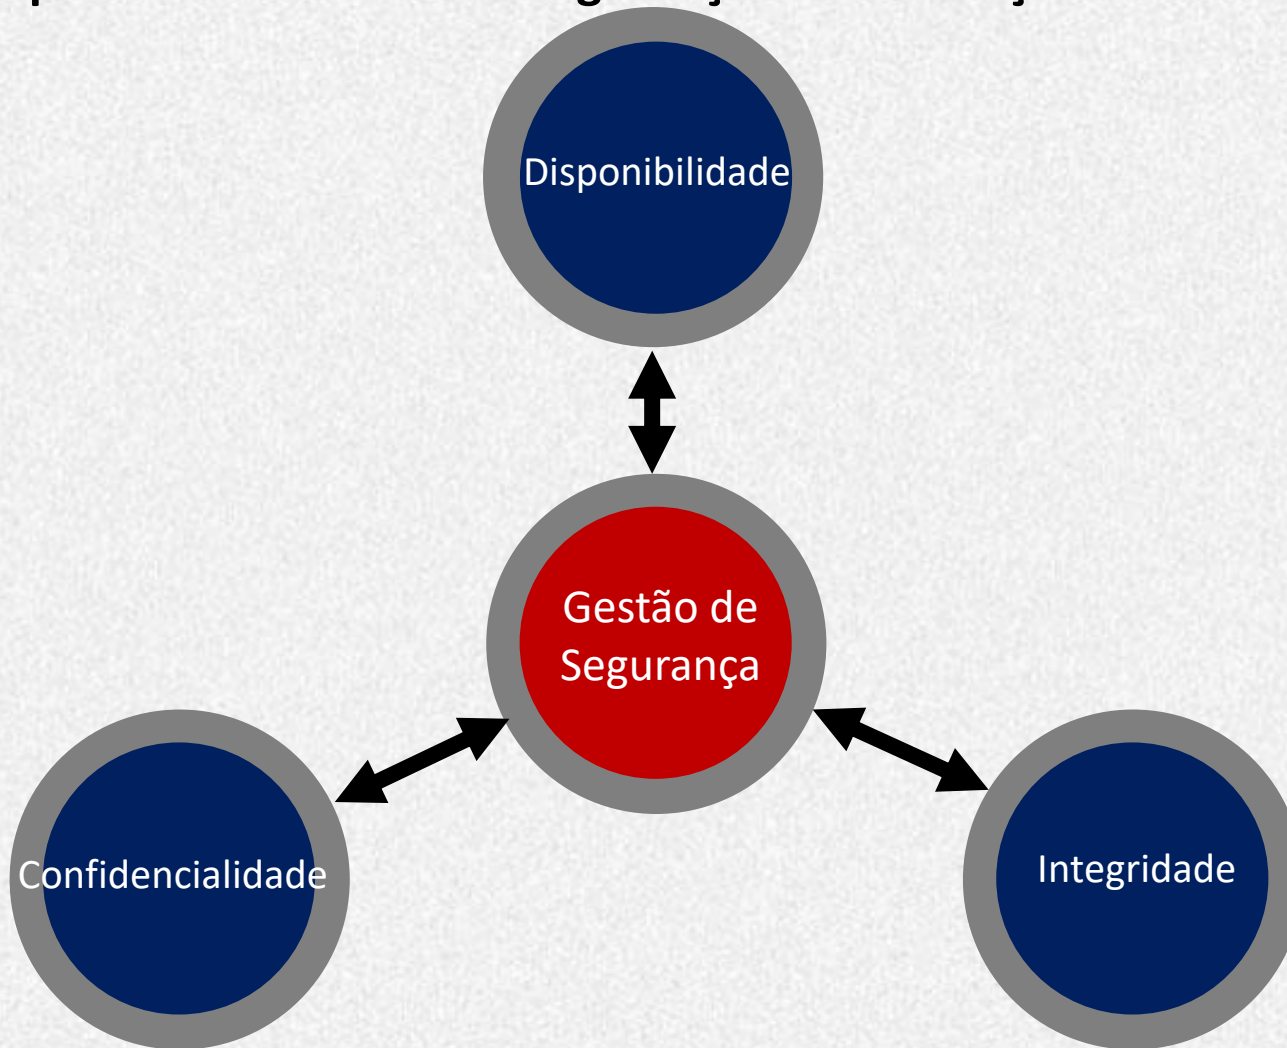 Disponibilidade
Gestão de
Segurança
Confidencialidade
Integridade